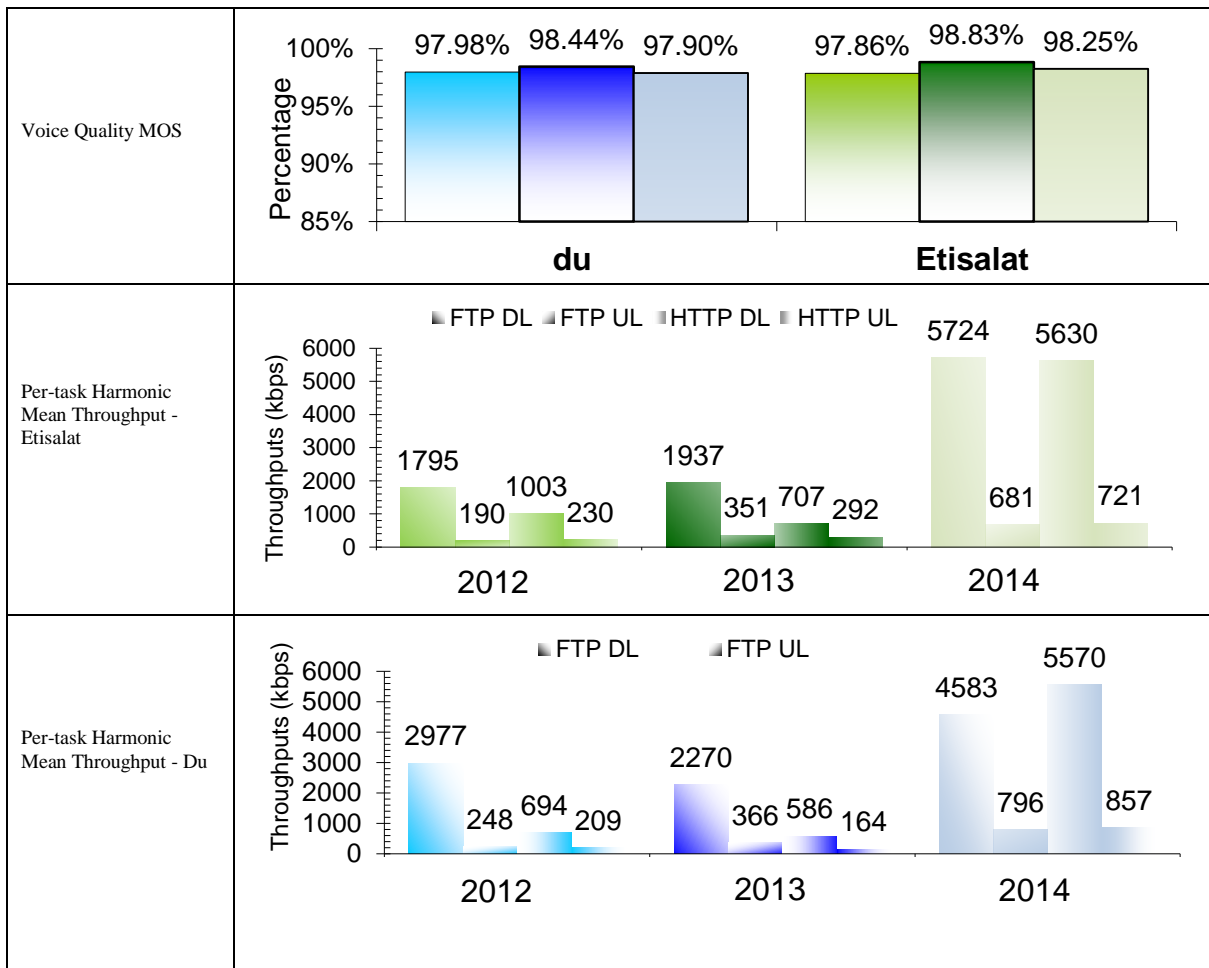 Voice Quality MOS
Percentage
100%
95%
90%
85%
97.98% 98.44% 97.90%
97.86% 98.83% 98.25%
du Etisalat
Per-task Harmonic
Mean Throughput -
Etisalat
FTP DL FTP UL HTTP DL HTTP UL
Throughputs (kbps)
6000
5000
4000
3000
2000
1000
0
1795 190 1003 230
1937 351 707 292
5724 681 5630 721
2012 2013 2014
Per-task Harmonic
Mean Throughput - Du
FTP DL FTP UL
Throughputs (kbps)
6000
5000
4000
3000
2000
1000
0
2977 248 694 209
2270 366 586 164
4583 796 5570 857
2012 2013 2014